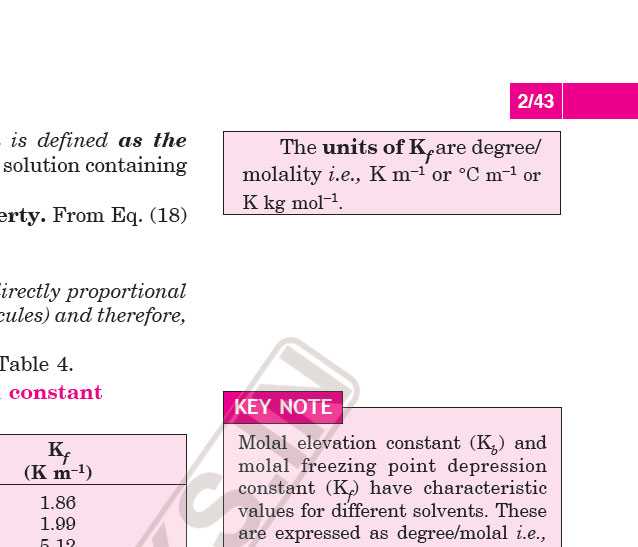 2/43
n is defined as the
solution containing
erty. From Eq. (18)
directly proportional
cules) and therefore,
Table 4.
constant
K_f
(K m⁻¹)
1.86
1.99
5.12
The units of K_f are degree/
molality i.e., K m⁻¹ or °C m⁻¹ or
K kg mol⁻¹.
KEY NOTE
Molal elevation constant (K_b) and
molal freezing point depression
constant (K_f) have characteristic
values for different solvents. These
are expressed as degree/molal i.e.,